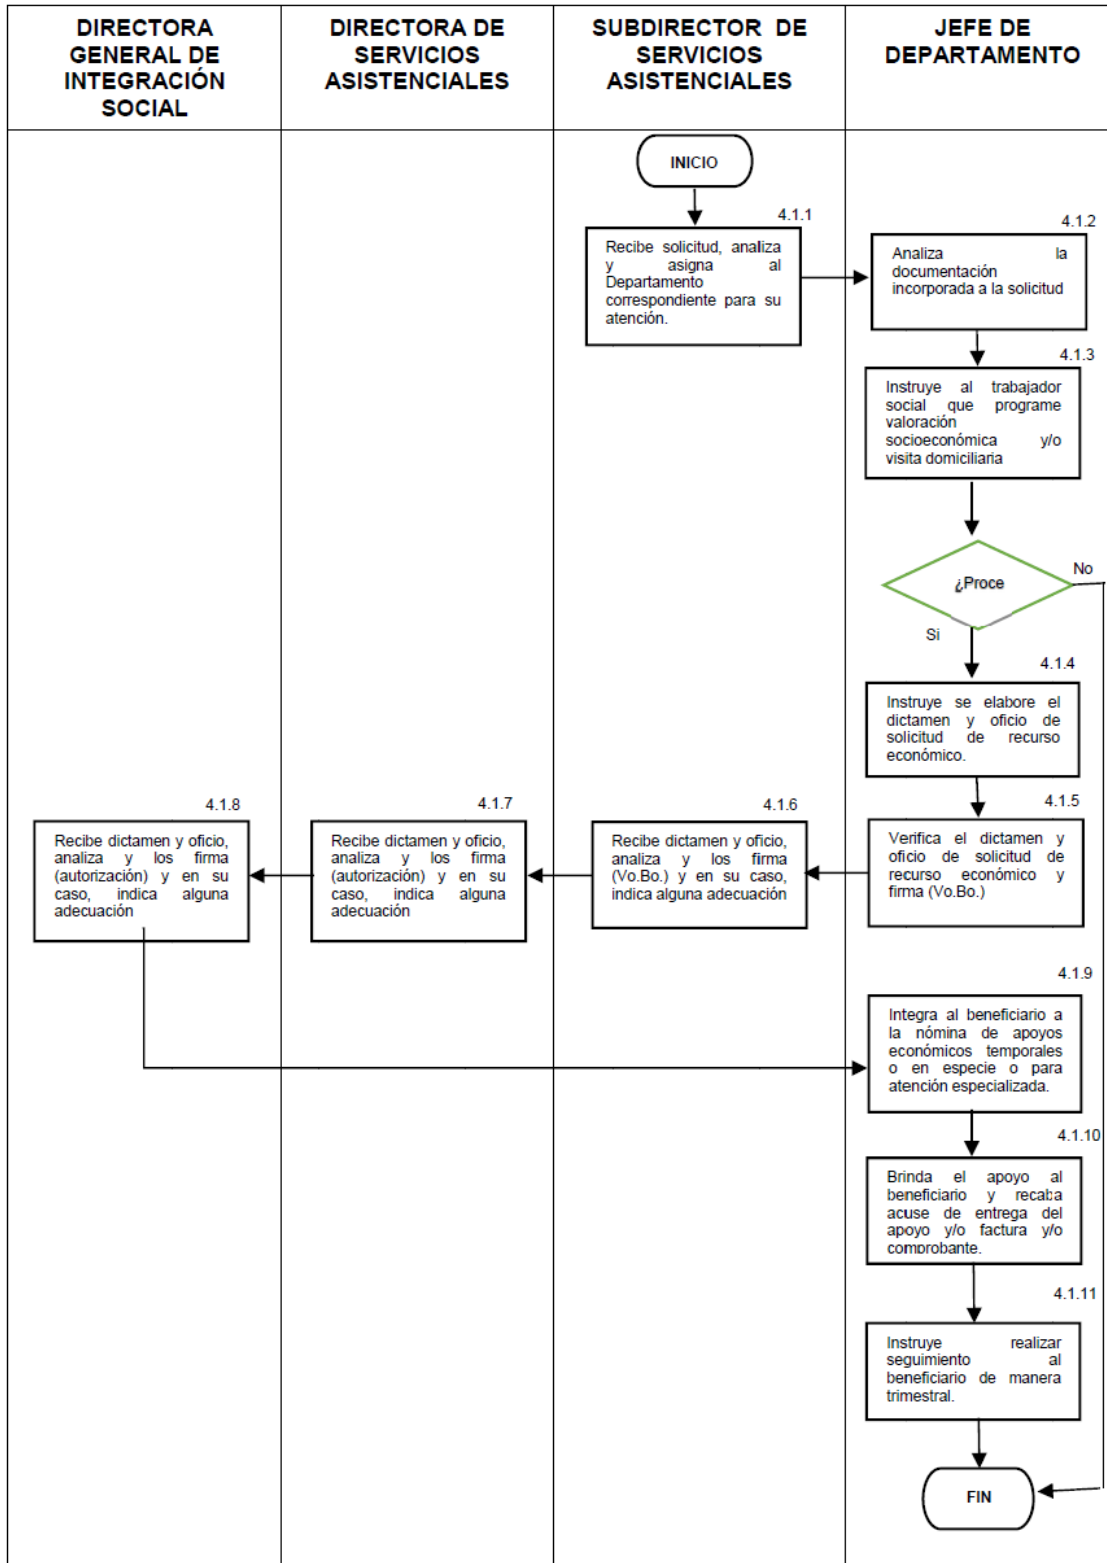 DIRECTORA
GENERAL DE
INTEGRACIÓN
SOCIAL
DIRECTORA DE
SERVICIOS
ASISTENCIALES
SUBDIRECTOR DE
SERVICIOS
ASISTENCIALES
JEFE DE
DEPARTAMENTO
INICIO
4.1.1
Recibe solicitud, analiza
y asigna al
Departamento
correspondiente para su
atención.
4.1.2
Analiza la
documentación
incorporada a la solicitud
4.1.3
Instruye al trabajador
social que programe
valoración
socioeconómica y/o
visita domiciliaria
¿Proce
No
Si
4.1.4
Instruye se elabore el
dictamen y oficio de
solicitud de recurso
económico.
4.1.5
Verifica el dictamen y
oficio de solicitud de
recurso económico y
firma (Vo.Bo.)
4.1.6
Recibe dictamen y oficio,
analiza y los firma
(Vo.Bo.) y en su caso,
indica alguna adecuación
4.1.7
Recibe dictamen y oficio,
analiza y los firma
(autorización) y en su
caso, indica alguna
adecuación
4.1.8
Recibe dictamen y oficio,
analiza y los firma
(autorización) y en su
caso, indica alguna
adecuación
4.1.9
Integra al beneficiario a
la nómina de apoyos
económicos temporales
o en especie o para
atención especializada.
4.1.10
Brinda el apoyo al
beneficiario y recaba
acuse de entrega del
apoyo y/o factura y/o
comprobante.
4.1.11
Instruye realizar
seguimiento al
beneficiario de manera
trimestral.
FIN